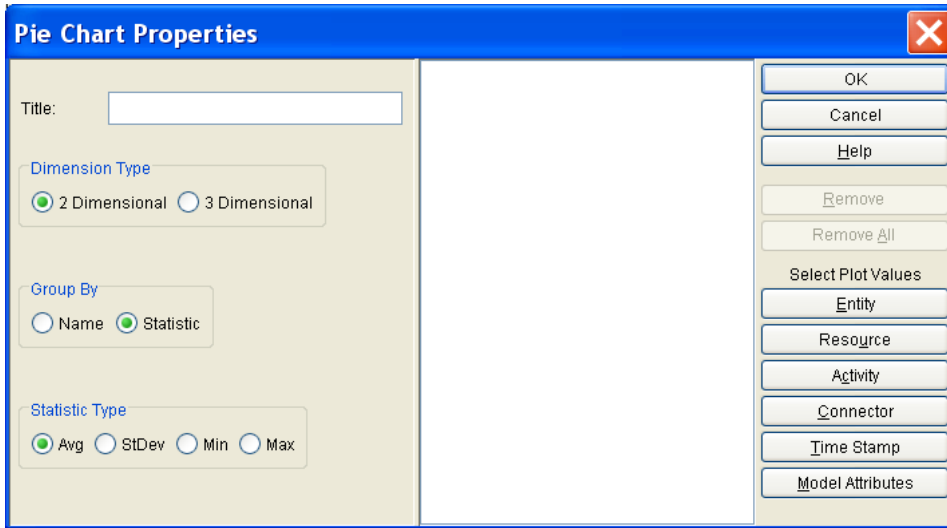 Pie Chart Properties
Title:
Dimension Type
2 Dimensional 3 Dimensional
Group By
Name Statistic
Statistic Type
Avg StDev Min Max
OK
Cancel
Help
Remove
Remove All
Select Plot Values
Entity
Resource
Activity
Connector
Time Stamp
Model Attributes